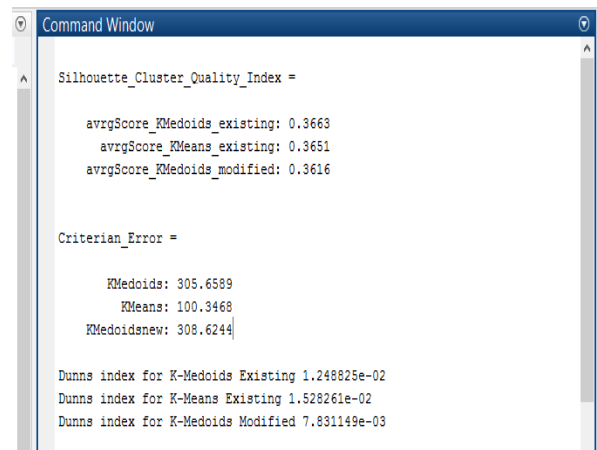 Command Window
Silhouette_Cluster_Quality_Index =
avrgScore_KMedoids_existing: 0.3663
avrgScore_KMeans_existing: 0.3651
avrgScore_KMedoids_modified: 0.3616
Criterian_Error =
KMedoids: 305.6589
KMeans: 100.3468
KMedoidsnew: 308.6244
Dunns index for K-Medoids Existing 1.248825e-02
Dunns index for K-Means Existing 1.528261e-02
Dunns index for K-Medoids Modified 7.831149e-03